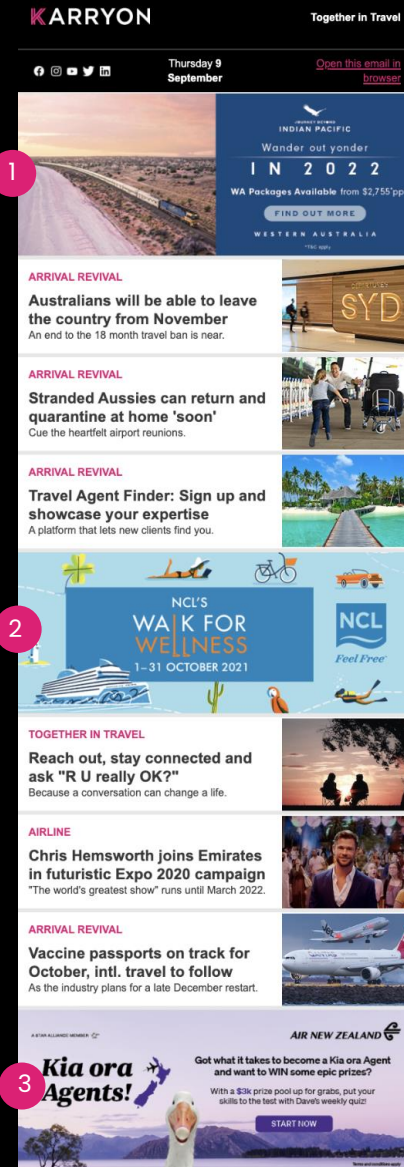 KARRYON
Together in Travel
Thursday 9
September
Open this email in
browser
1
JOURNEY BEYOND
INDIAN PACIFIC
Wander out yonder
IN 2022
WA Packages Available from $2,755*pp
FIND OUT MORE
WESTERN AUSTRALIA
*T&C apply
ARRIVAL REVIVAL
Australians will be able to leave
the country from November
An end to the 18 month travel ban is near.
SYD
ARRIVAL REVIVAL
Stranded Aussies can return and
quarantine at home 'soon'
Cue the heartfelt airport reunions.
ARRIVAL REVIVAL
Travel Agent Finder: Sign up and
showcase your expertise
A platform that lets new clients find you.
2
NCL'S
WALK FOR
WELLNESS
1–31 OCTOBER 2021
NCL
Feel Free
TOGETHER IN TRAVEL
Reach out, stay connected and
ask "R U really OK?"
Because a conversation can change a life.
AIRLINE
Chris Hemsworth joins Emirates
in futuristic Expo 2020 campaign
"The world's greatest show" runs until March 2022.
ARRIVAL REVIVAL
Vaccine passports on track for
October, intl. travel to follow
As the industry plans for a late December restart.
A STAR ALLIANCE MEMBER
AIR NEW ZEALAND
3
Kia ora
Agents!
Got what it takes to become a Kia ora Agent
and want to WIN some epic prizes?
With a $3k prize pool up for grabs, put your
skills to the test with Dave's weekly quiz!
START NOW
Terms and conditions apply